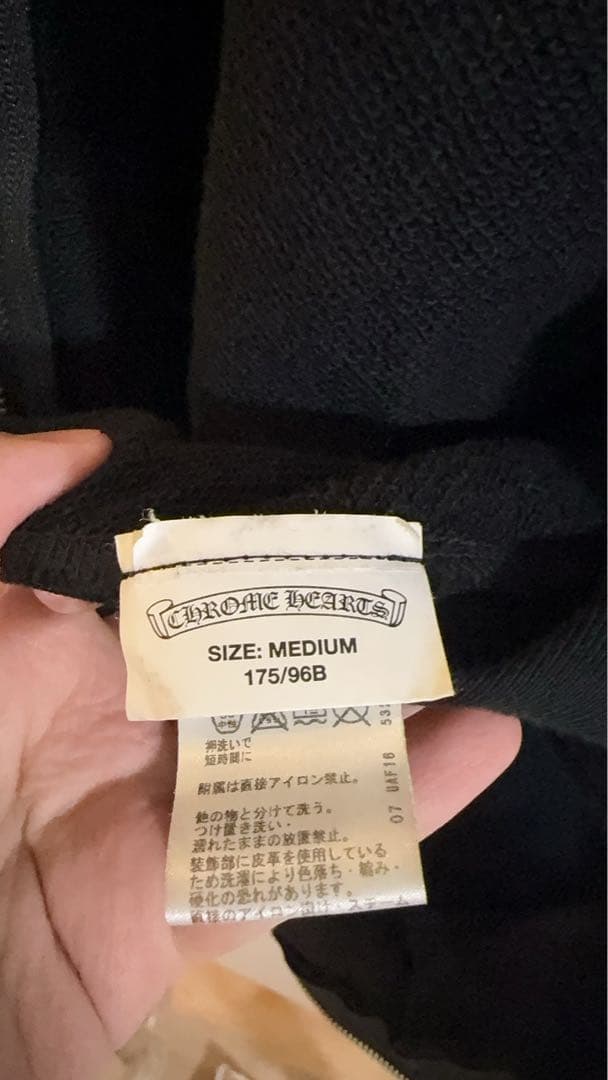 CHROME HEARTS
SIZE: MEDIUM
175/96B
中性
押洗いで
短時間に
附属は直接アイロン禁止。
他の物と分けて洗う。
つけ置き洗い・
濡れたままの放置禁止。
装飾部に皮革を使用している
ため洗濯により色落ち・縮み・
硬化の恐れがあります。
07 UAF16